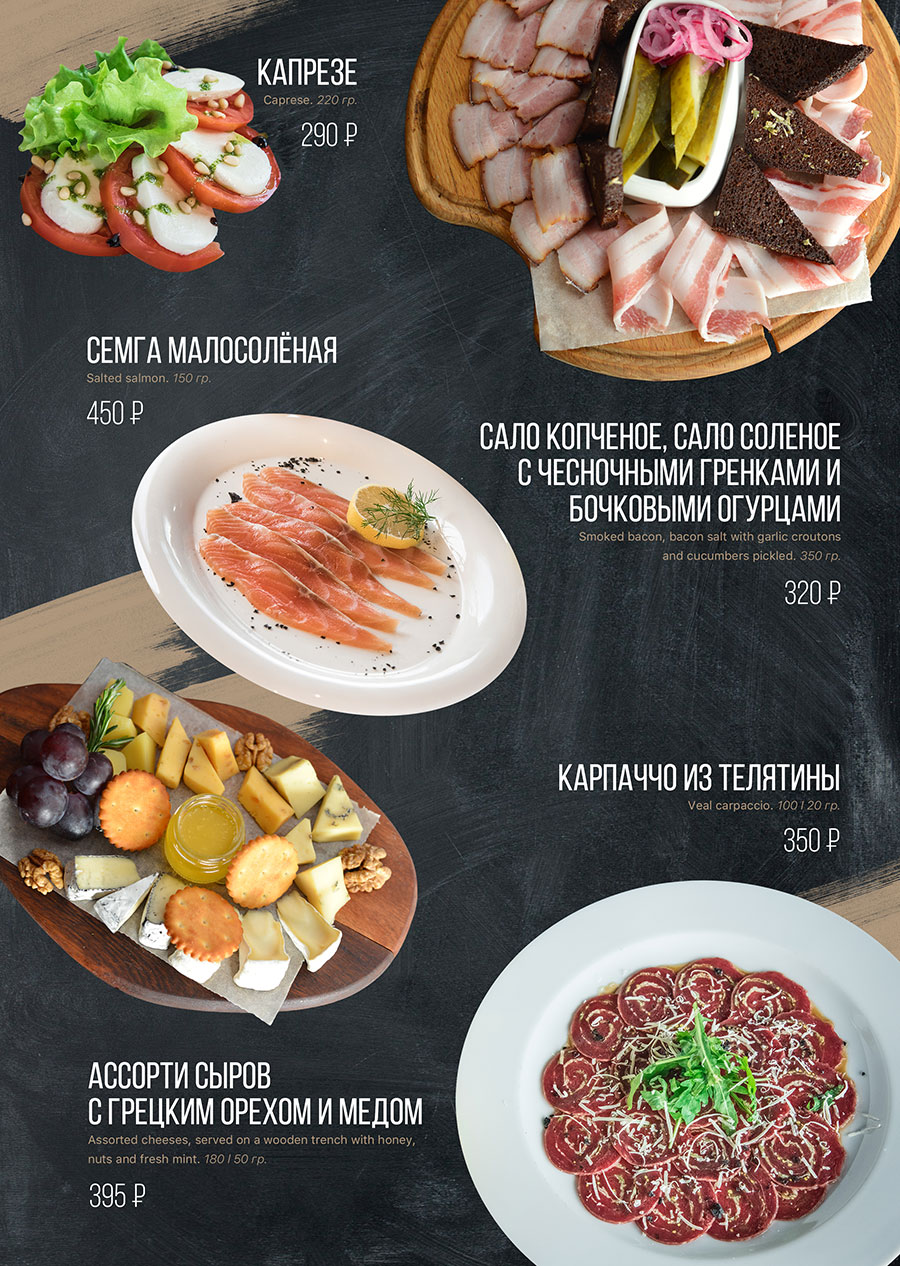 КАПРЕЗЕ
Caprese. 220 гр.
290 ₽
СЕМГА МАЛОСОЛЁНАЯ
Salted salmon. 150 гр.
450 ₽
САЛО КОПЧЕНОЕ, САЛО СОЛЕНОЕ
С ЧЕСНОЧНЫМИ ГРЕНКАМИ И
БОЧКОВЫМИ ОГУРЦАМИ
Smoked bacon, bacon salt with garlic croutons
and cucumbers pickled. 350 гр.
320 ₽
КАРПАЧЧО ИЗ ТЕЛЯТИНЫ
Veal carpaccio. 100 I 20 гр.
350 ₽
АССОРТИ СЫРОВ
С ГРЕЦКИМ ОРЕХОМ И МЕДОМ
Assorted cheeses, served on a wooden trench with honey,
nuts and fresh mint. 180 I 50 гр.
395 ₽